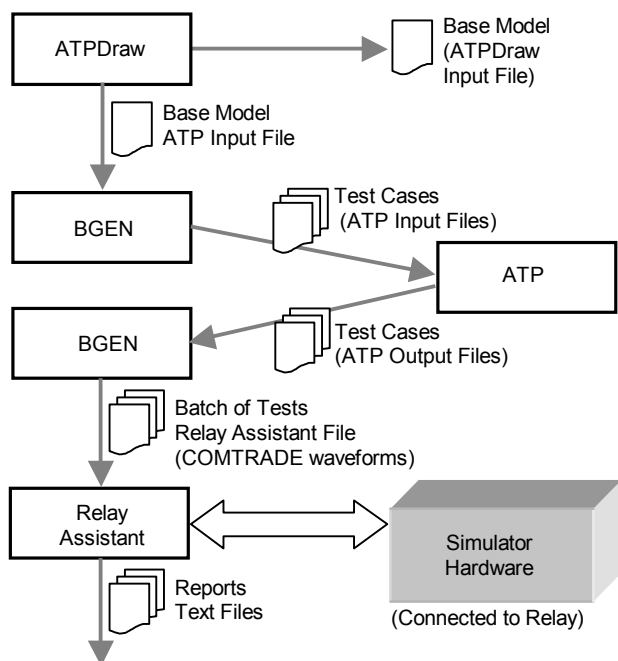 ATPDraw
Base Model
(ATPDraw
Input File)
Base Model
ATP Input File
BGEN
Test Cases
(ATP Input Files)
ATP
BGEN
Test Cases
(ATP Output Files)
Batch of Tests
Relay Assistant File
(COMTRADE waveforms)
Relay
Assistant
Simulator
Hardware
(Connected to Relay)
Reports
Text Files